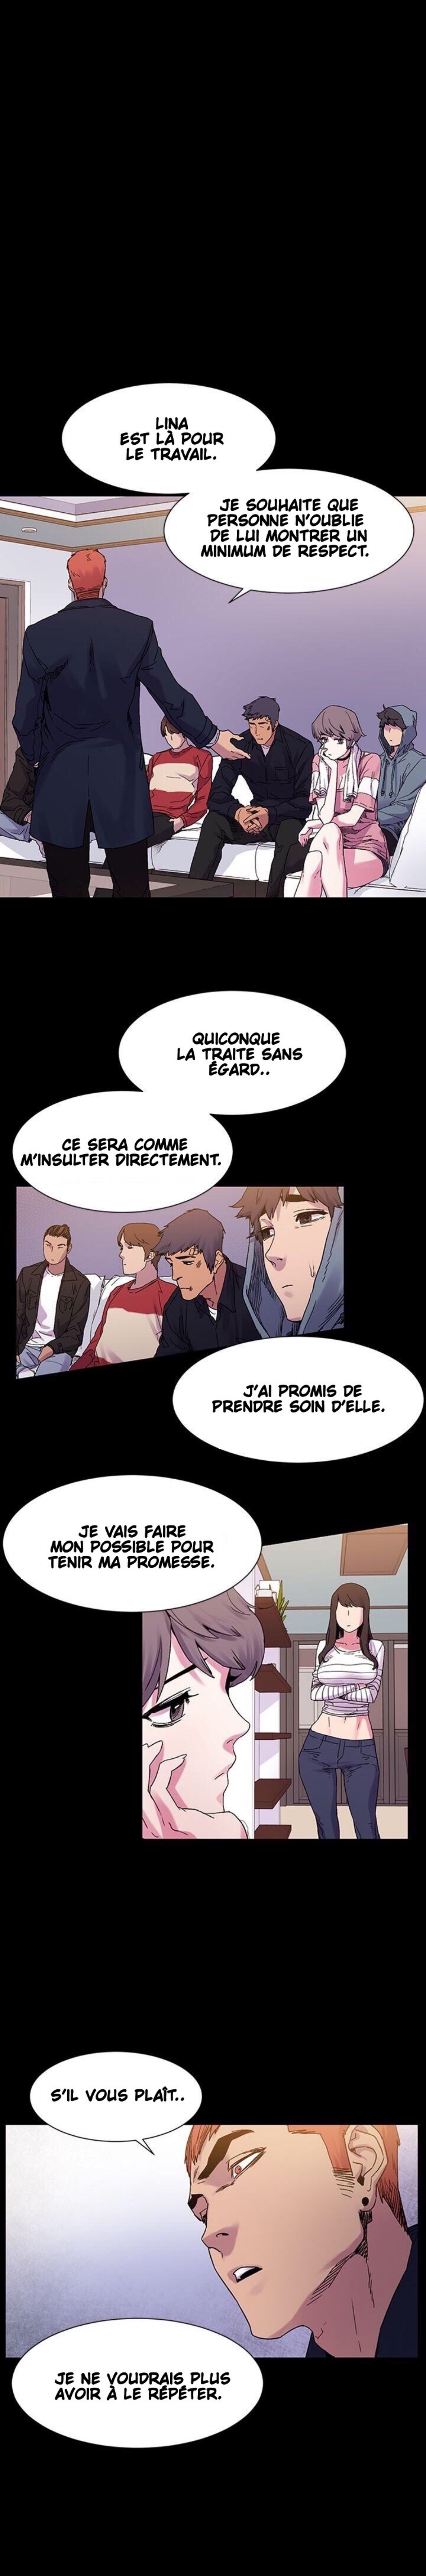 LINA
EST LÀ POUR
LE TRAVAIL.
JE SOUHAITE QUE
PERSONNE N'OUBLIE
DE LUI MONTRER UN
MINIMUM DE RESPECT.
QUICONQUE
LA TRAITE SANS
ÉGARD..
CE SERA COMME
M'INSULTER DIRECTEMENT.
J'AI PROMIS DE
PRENDRE SOIN D'ELLE.
JE VAIS FAIRE
MON POSSIBLE POUR
TENIR MA PROMESSE.
S'IL VOUS PLAÎT..
JE NE VOUDRAIS PLUS
AVOIR À LE RÉPÉTER.